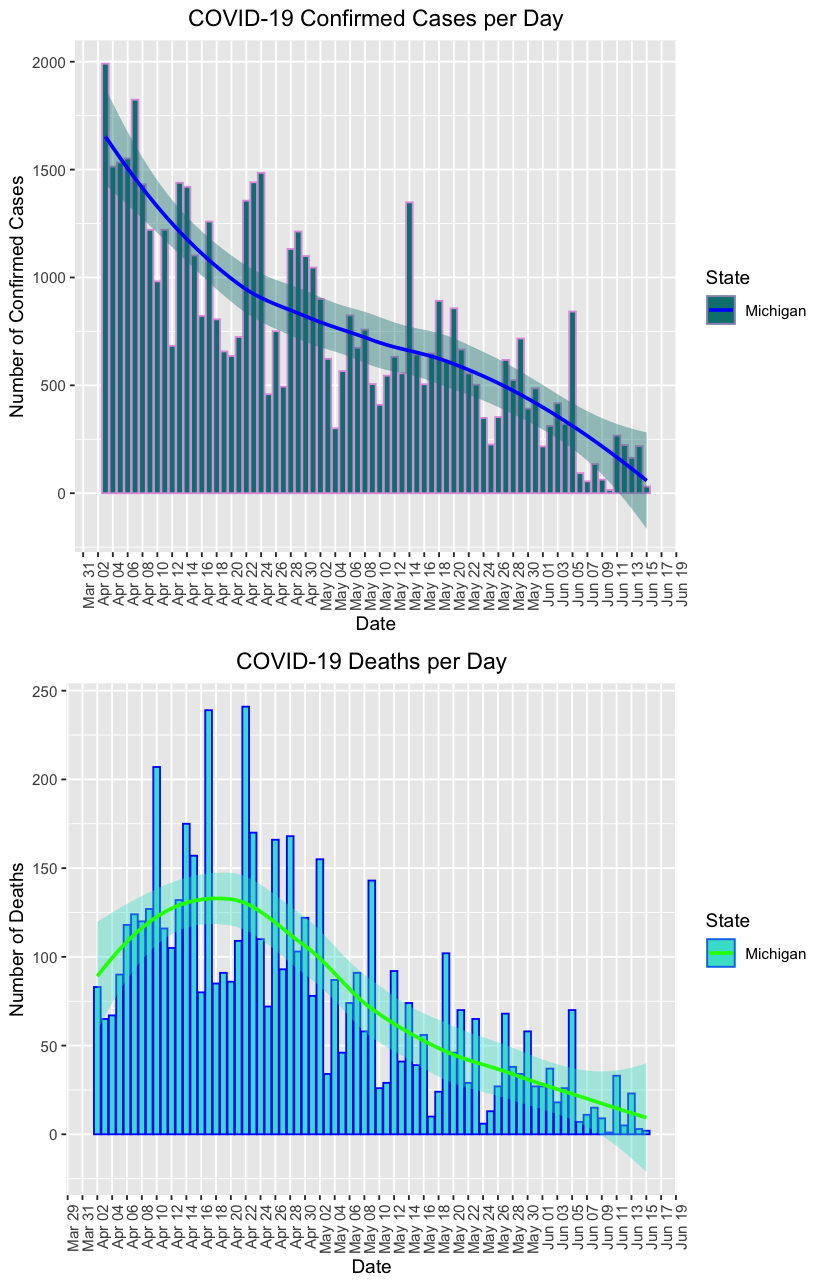 COVID-19 Confirmed Cases per Day
2000
1500
1000
500
0
Number of Confirmed Cases
Mar 31
Apr 02
Apr 04
Apr 06
Apr 08
Apr 10
Apr 12
Apr 14
Apr 16
Apr 18
Apr 20
Apr 22
Apr 24
Apr 26
Apr 28
Apr 30
May 02
May 04
May 06
May 08
May 10
May 12
May 14
May 16
May 18
May 20
May 22
May 24
May 26
May 28
May 30
Jun 01
Jun 03
Jun 05
Jun 07
Jun 09
Jun 11
Jun 13
Jun 15
Jun 17
Jun 19
Date
State
Michigan
COVID-19 Deaths per Day
250
200
150
100
50
0
Number of Deaths
Mar 29
Mar 31
Apr 02
Apr 04
Apr 06
Apr 08
Apr 10
Apr 12
Apr 14
Apr 16
Apr 18
Apr 20
Apr 22
Apr 24
Apr 26
Apr 28
Apr 30
May 02
May 04
May 06
May 08
May 10
May 12
May 14
May 16
May 18
May 20
May 22
May 24
May 26
May 28
May 30
Jun 01
Jun 03
Jun 05
Jun 07
Jun 09
Jun 11
Jun 13
Jun 15
Jun 17
Jun 19
Date
State
Michigan